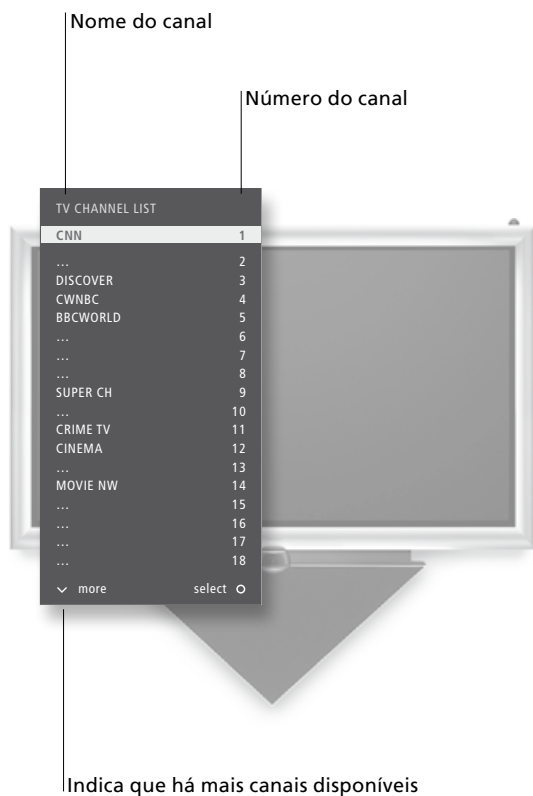 Nome do canal
Número do canal
TV CHANNEL LIST
CNN 1
... 2
DISCOVER 3
CWNBC 4
BBCWORLD 5
... 6
... 7
... 8
SUPER CH 9
... 10
CRIME TV 11
CINEMA 12
... 13
MOVIE NW 14
... 15
... 16
... 17
... 18
more select
Indica que há mais canais disponíveis